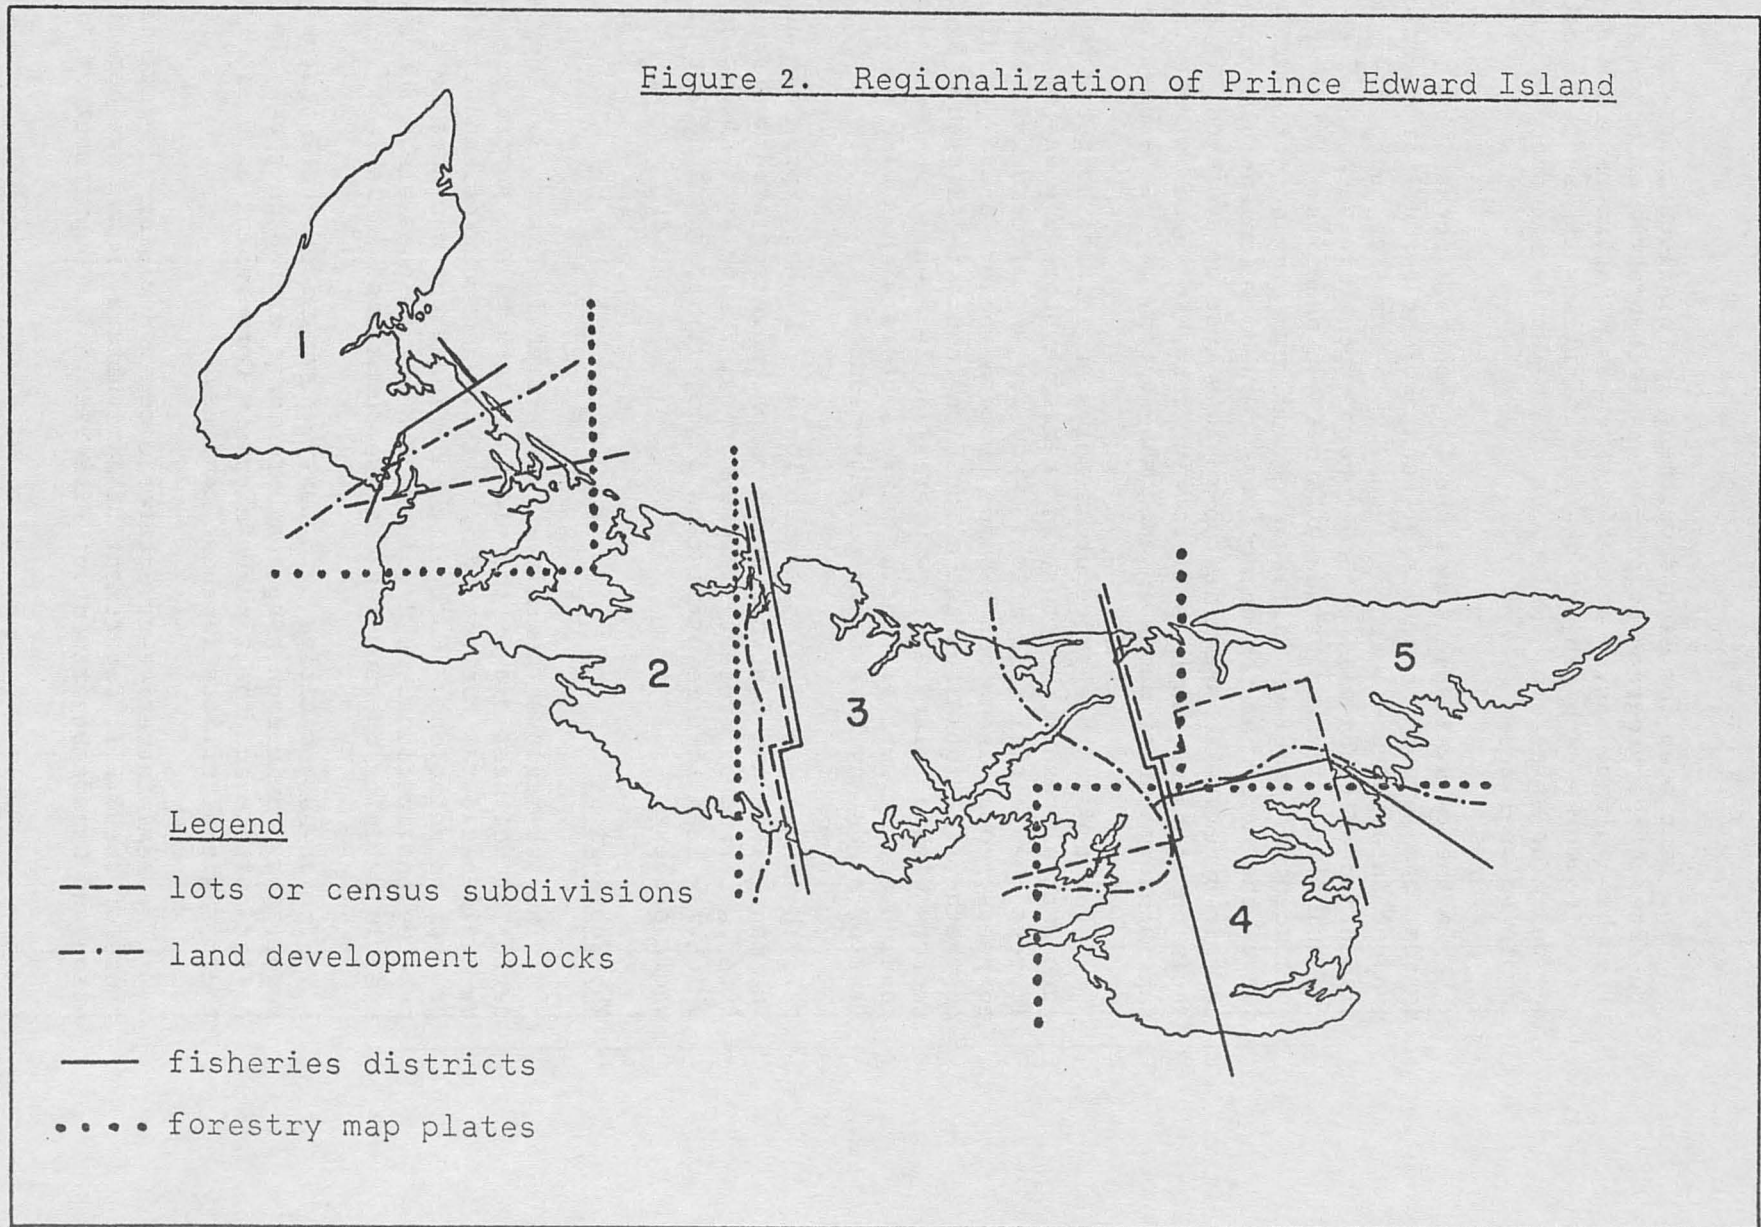 Figure 2. Regionalization of Prince Edward Island
1
2
3
5
4
Legend
lots or census subdivisions
land development blocks
fisheries districts
forestry map plates